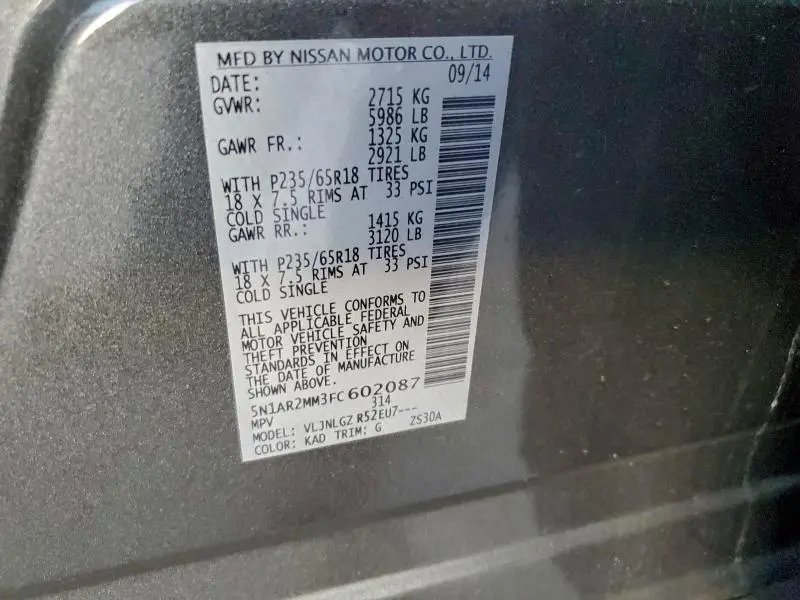 MFD BY NISSAN MOTOR CO., LTD.
DATE: 09/14
GVWR: 2715 KG
5986 LB
GAWR FR.: 1325 KG
2921 LB
WITH P235/65R18 TIRES
18 X 7.5 RIMS AT 33 PSI
COLD SINGLE
GAWR RR.: 1415 KG
3120 LB
WITH P235/65R18 TIRES
18 X 7.5 RIMS AT 33 PSI
COLD SINGLE
THIS VEHICLE CONFORMS TO
ALL APPLICABLE FEDERAL
MOTOR VEHICLE SAFETY AND
THEFT PREVENTION
STANDARDS IN EFFECT ON
THE DATE OF MANUFACTURE
SHOWN ABOVE.
5N1AR2MM3FC602087
MPV 314
MODEL: VLJNLGZ R52EU7---
COLOR: KAD TRIM: G ZS30A